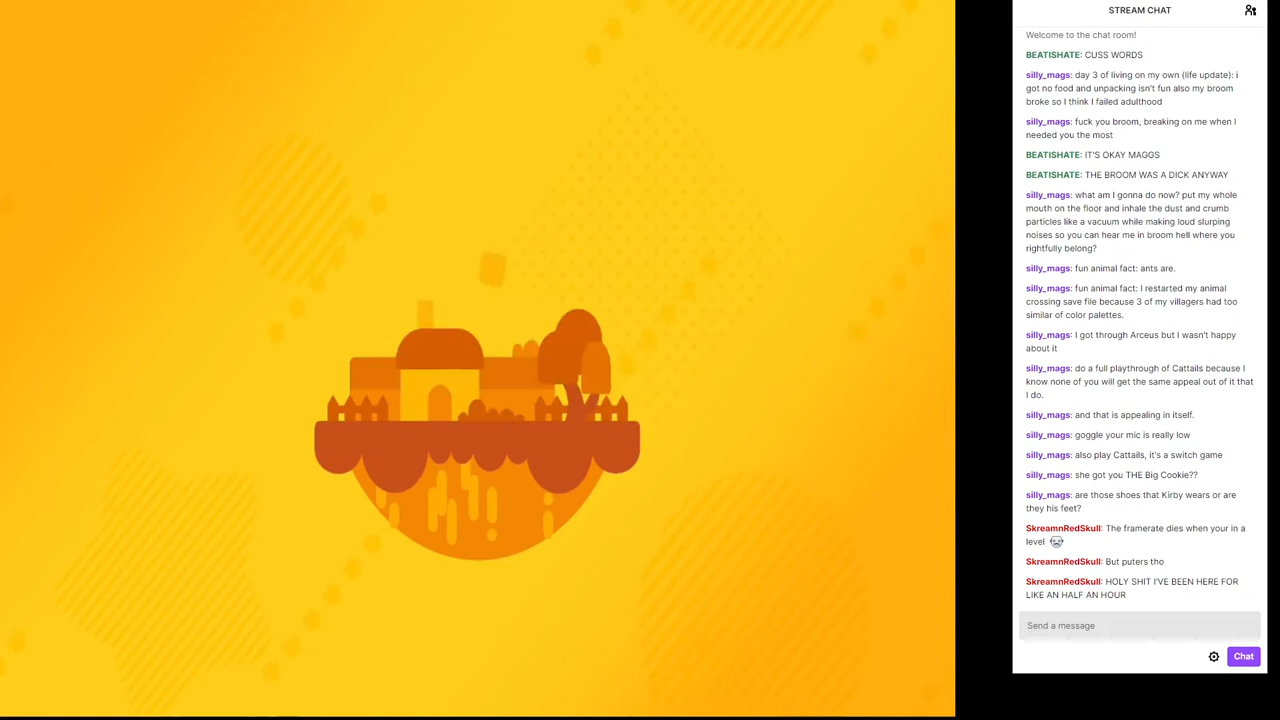 STREAM CHAT
Welcome to the chat room!
BEATISHATE: CUSS WORDS
silly_mags: day 3 of living on my own (life update): i
got no food and unpacking isn't fun also my broom
broke so I think I failed adulthood
silly_mags: fuck you broom, breaking on me when I
needed you the most
BEATISHATE: IT'S OKAY MAGGS
BEATISHATE: THE BROOM WAS A DICK ANYWAY
silly_mags: what am I gonna do now? put my whole
mouth on the floor and inhale the dust and crumb
particles like a vacuum while making loud slurping
noises so you can hear me in broom hell where you
rightfully belong?
silly_mags: fun animal fact: ants are.
silly_mags: fun animal fact: I restarted my animal
crossing save file because 3 of my villagers had too
similar of color palettes.
silly_mags: I got through Arceus but I wasn't happy
about it
silly_mags: do a full playthrough of Cattails because I
know none of you will get the same appeal out of it that
I do.
silly_mags: and that is appealing in itself.
silly_mags: goggle your mic is really low
silly_mags: also play Cattails, it's a switch game
silly_mags: she got you THE Big Cookie??
silly_mags: are those shoes that Kirby wears or are
they his feet?
SkreamnRedSkull: The framerate dies when your in a
level
SkreamnRedSkull: But puters tho
SkreamnRedSkull: HOLY SHIT I'VE BEEN HERE FOR
LIKE AN HALF AN HOUR
Send a message
Chat